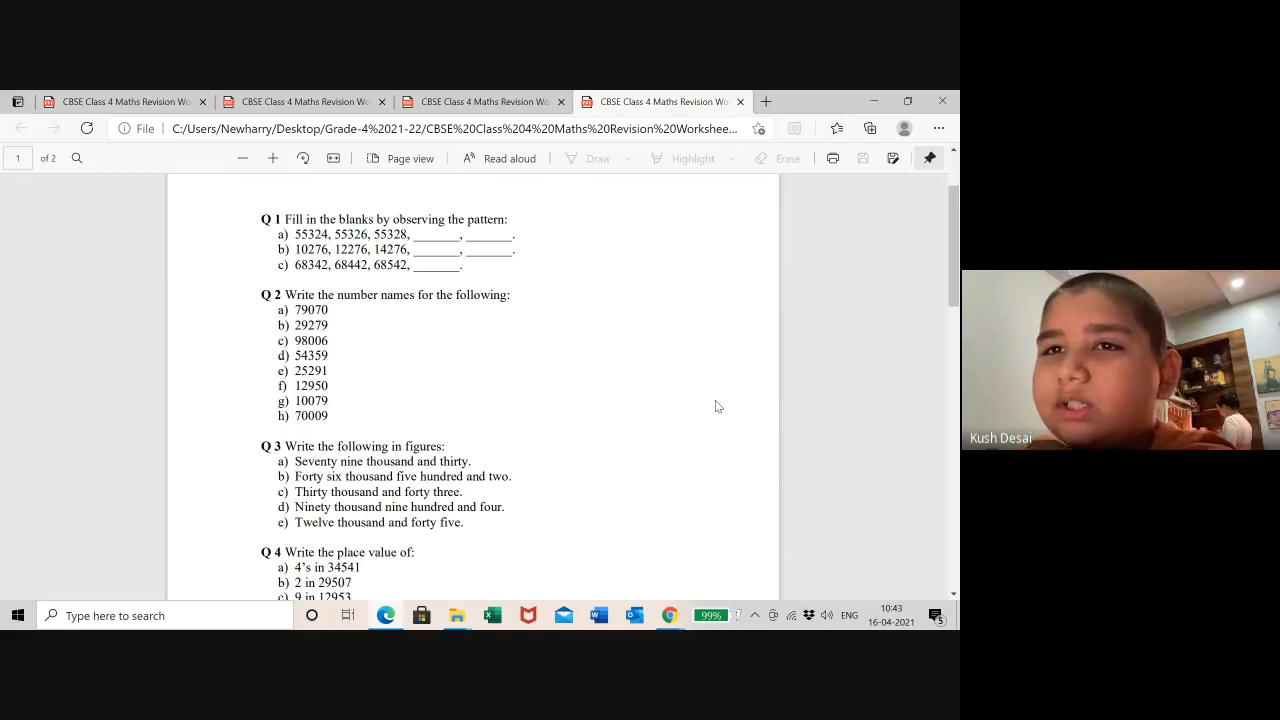 CBSE Class 4 Maths Revision Wo
CBSE Class 4 Maths Revision Wo
CBSE Class 4 Maths Revision Wo
CBSE Class 4 Maths Revision Wo
File
C:/Users/Newharry/Desktop/Grade-4%2021-22/CBSE%20Class%204%20Maths%20Revision%20Workshee...
1 of 2
Page view
Read aloud
Draw
Highlight
Erase
Q 1 Fill in the blanks by observing the pattern:
a) 55324, 55326, 55328, _______, _______.
b) 10276, 12276, 14276, _______, _______.
c) 68342, 68442, 68542, _______.
Q 2 Write the number names for the following:
a) 79070
b) 29279
c) 98006
d) 54359
e) 25291
f) 12950
g) 10079
h) 70009
Q 3 Write the following in figures:
a) Seventy nine thousand and thirty.
b) Forty six thousand five hundred and two.
c) Thirty thousand and forty three.
d) Ninety thousand nine hundred and four.
e) Twelve thousand and forty five.
Q 4 Write the place value of:
a) 4’s in 34541
b) 2 in 29507
c) 9 in 12953
Kush Desai
Type here to search
99%
ENG
10:43
16-04-2021
5